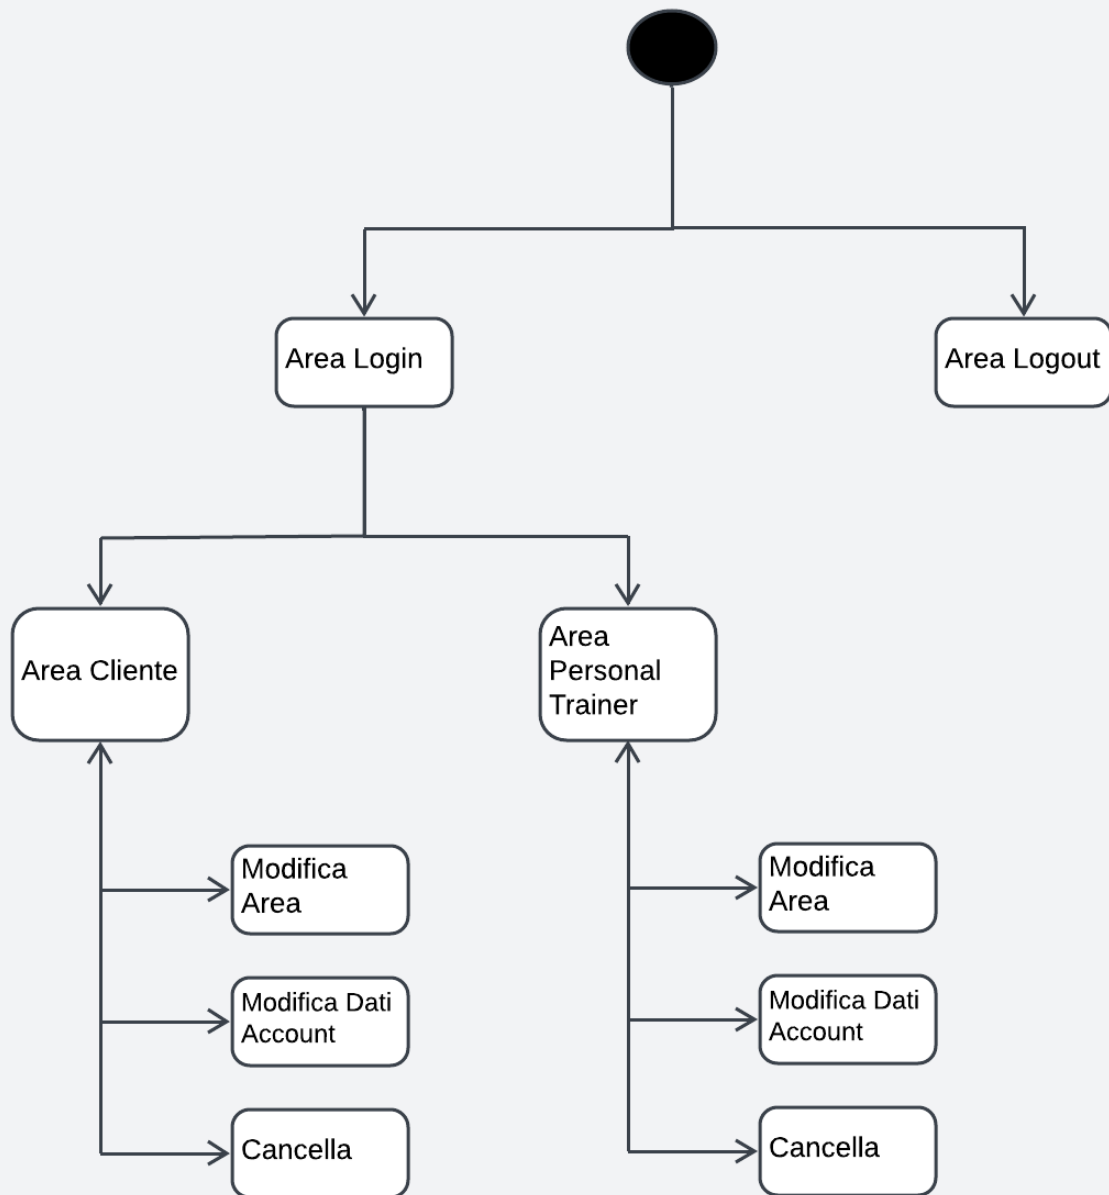 Area Login
Area Logout
Area Cliente
Area
Personal
Trainer
Modifica
Area
Modifica Dati
Account
Cancella
Modifica
Area
Modifica Dati
Account
Cancella